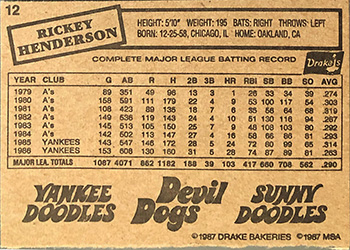 12
RICKEY
HENDERSON
HEIGHT: 5'10" WEIGHT: 195 BATS: RIGHT THROWS: LEFT
BORN: 12-25-58, CHICAGO, IL HOME: OAKLAND, CA
COMPLETE MAJOR LEAGUE BATTING RECORD
Drake's
YEAR CLUB G AB R H 2B 3B HR RBI SB BB SO AVG
1979 A's 89 351 49 96 13 3 1 26 33 34 39 .274
1980 A's 158 591 111 179 22 4 9 53 100 117 54 .303
1981 A's 108 423 89 135 18 7 6 35 56 64 68 .319
1982 A's 149 536 119 143 24 4 10 51 130 116 94 .267
1983 A's 145 513 105 150 25 7 9 48 108 103 80 .292
1984 A's 142 502 113 147 27 4 16 58 66 86 81 .293
1985 YANKEES 143 547 146 172 28 5 24 72 80 99 65 .314
1986 YANKEES 153 608 130 160 31 5 28 74 87 89 81 .263
MAJOR LEA. TOTALS 1087 4071 862 1182 188 39 103 417 660 708 562 .290
YANKEE DOODLES
Devil Dogs
SUNNY DOODLES
©1987 DRAKE BAKERIES ©1987 MSA